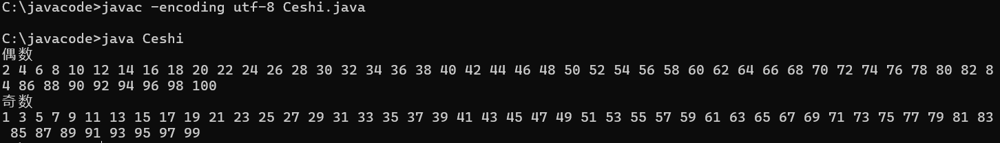 C:\javacode>javac -encoding utf-8 Ceshi.java
C:\javacode>java Ceshi
偶数
2 4 6 8 10 12 14 16 18 20 22 24 26 28 30 32 34 36 38 40 42 44 46 48 50 52 54 56 58 60 62 64 66 68 70 72 74 76 78 80 82 8
4 86 88 90 92 94 96 98 100
奇数
1 3 5 7 9 11 13 15 17 19 21 23 25 27 29 31 33 35 37 39 41 43 45 47 49 51 53 55 57 59 61 63 65 67 69 71 73 75 77 79 81 83
85 87 89 91 93 95 97 99